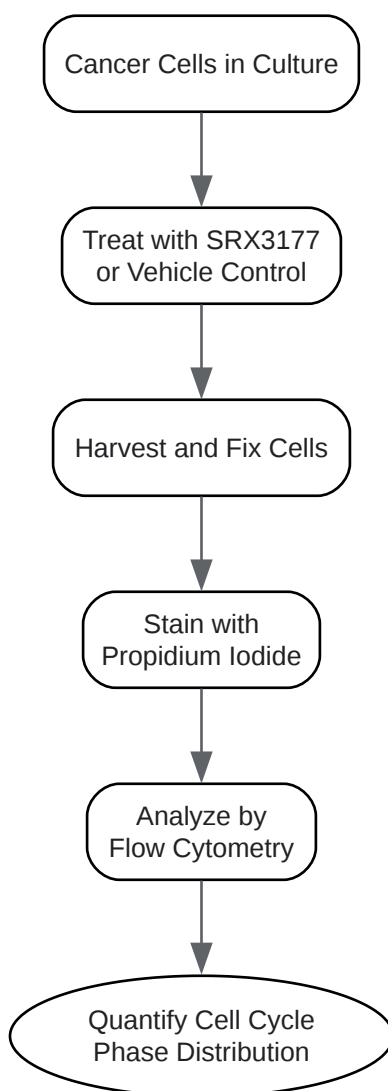 Cancer Cells in Culture
Treat with SRX3177
or Vehicle Control
Harvest and Fix Cells
Stain with
Propidium Iodide
Analyze by
Flow Cytometry
Quantify Cell Cycle
Phase Distribution